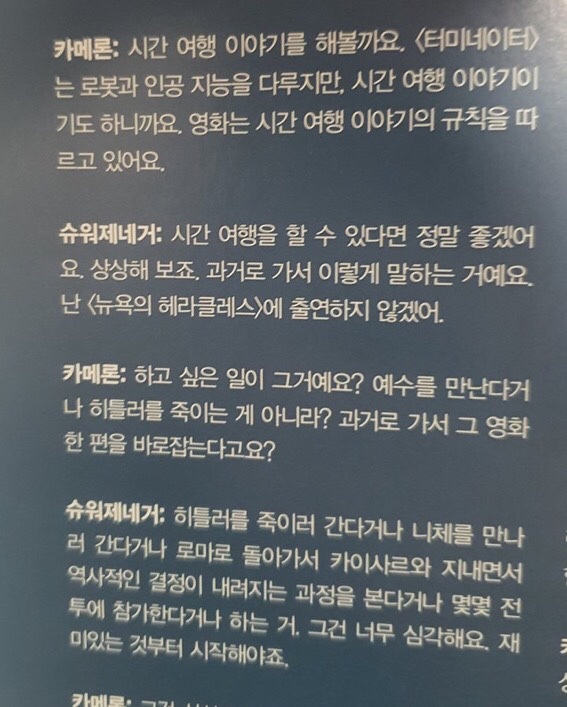 카메론: 시간 여행 이야기를 해볼까요. 〈터미네이터〉
는 로봇과 인공 지능을 다루지만, 시간 여행 이야기이
기도 하니까요. 영화는 시간 여행 이야기의 규칙을 따
르고 있어요.
슈워제네거: 시간 여행을 할 수 있다면 정말 좋겠어
요. 상상해 보죠. 과거로 가서 이렇게 말하는 거예요.
난 〈뉴욕의 헤라클레스〉에 출연하지 않겠어.
카메론: 하고 싶은 일이 그거예요? 예수를 만난다거
나 히틀러를 죽이는 게 아니라? 과거로 가서 그 영화
한 편을 바로잡는다고요?
슈워제네거: 히틀러를 죽이러 간다거나 니체를 만나
러 간다거나 로마로 돌아가서 카이사르와 지내면서
역사적인 결정이 내려지는 과정을 본다거나 몇몇 전
투에 참가한다거나 하는 거. 그건 너무 심각해요. 재
미있는 것부터 시작해야죠.
카메론: